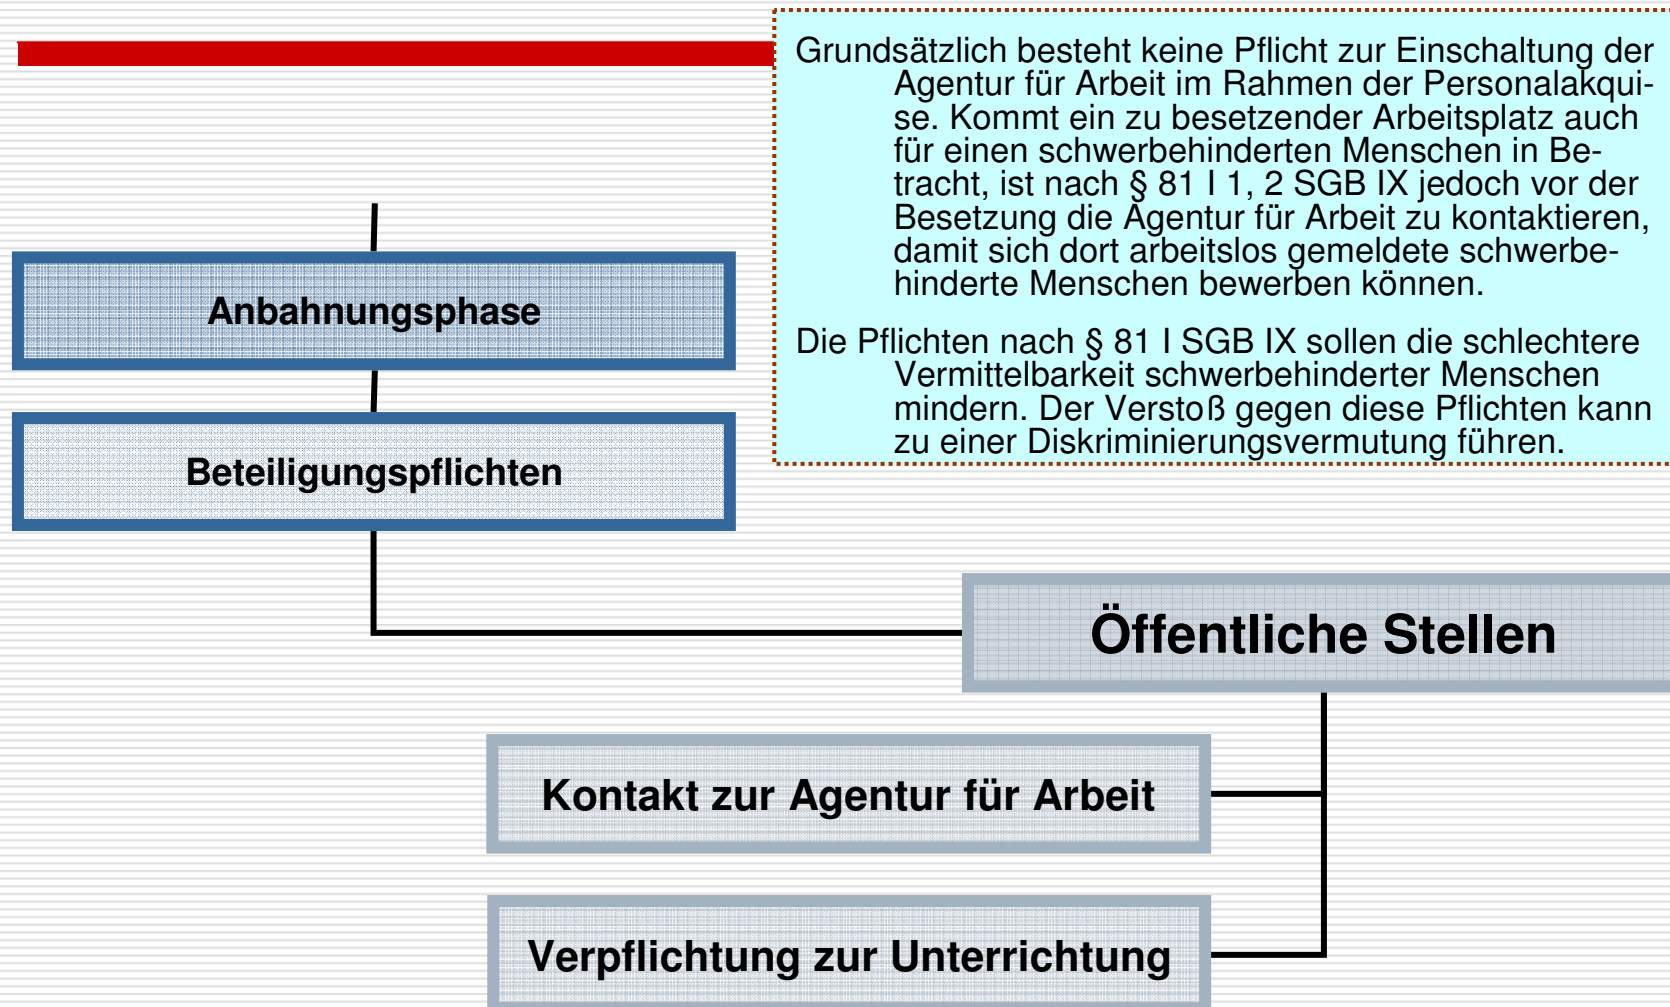 Grundsätzlich besteht keine Pflicht zur Einschaltung der
Agentur für Arbeit im Rahmen der Personalakqui-
se. Kommt ein zu besetzender Arbeitsplatz auch
für einen schwerbehinderten Menschen in Be-
tracht, ist nach § 81 I 1, 2 SGB IX jedoch vor der
Besetzung die Agentur für Arbeit zu kontaktieren,
damit sich dort arbeitslos gemeldete schwerbe-
hinderte Menschen bewerben können.
Die Pflichten nach § 81 I SGB IX sollen die schlechtere
Vermittelbarkeit schwerbehinderter Menschen
mindern. Der Verstoß gegen diese Pflichten kann
zu einer Diskriminierungsvermutung führen.
Anbahnungsphase
Beteiligungspflichten
Öffentliche Stellen
Kontakt zur Agentur für Arbeit
Verpflichtung zur Unterrichtung